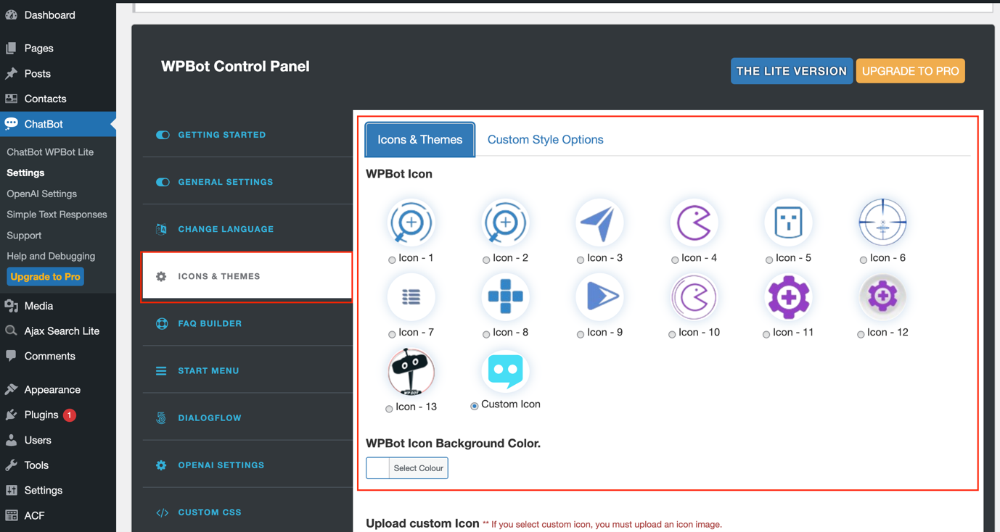 Dashboard
Pages
Posts
Contacts
ChatBot
ChatBot WPBot Lite
Settings
OpenAI Settings
Simple Text Responses
Support
Help and Debugging
Upgrade to Pro
Media
Ajax Search Lite
Comments
Appearance
Plugins 1
Users
Tools
Settings
ACF
WPBot Control Panel
THE LITE VERSION UPGRADE TO PRO
GETTING STARTED
GENERAL SETTINGS
CHANGE LANGUAGE
ICONS & THEMES
FAQ BUILDER
START MENU
DIALOGFLOW
OPENAI SETTINGS
CUSTOM CSS
Icons & Themes Custom Style Options
WPBot Icon
Icon - 1 Icon - 2 Icon - 3 Icon - 4 Icon - 5 Icon - 6
Icon - 7 Icon - 8 Icon - 9 Icon - 10 Icon - 11 Icon - 12
WPBOT
Icon - 13 Custom Icon
WPBot Icon Background Color.
Select Colour
Upload custom Icon ** If you select custom icon, you must upload an icon image.